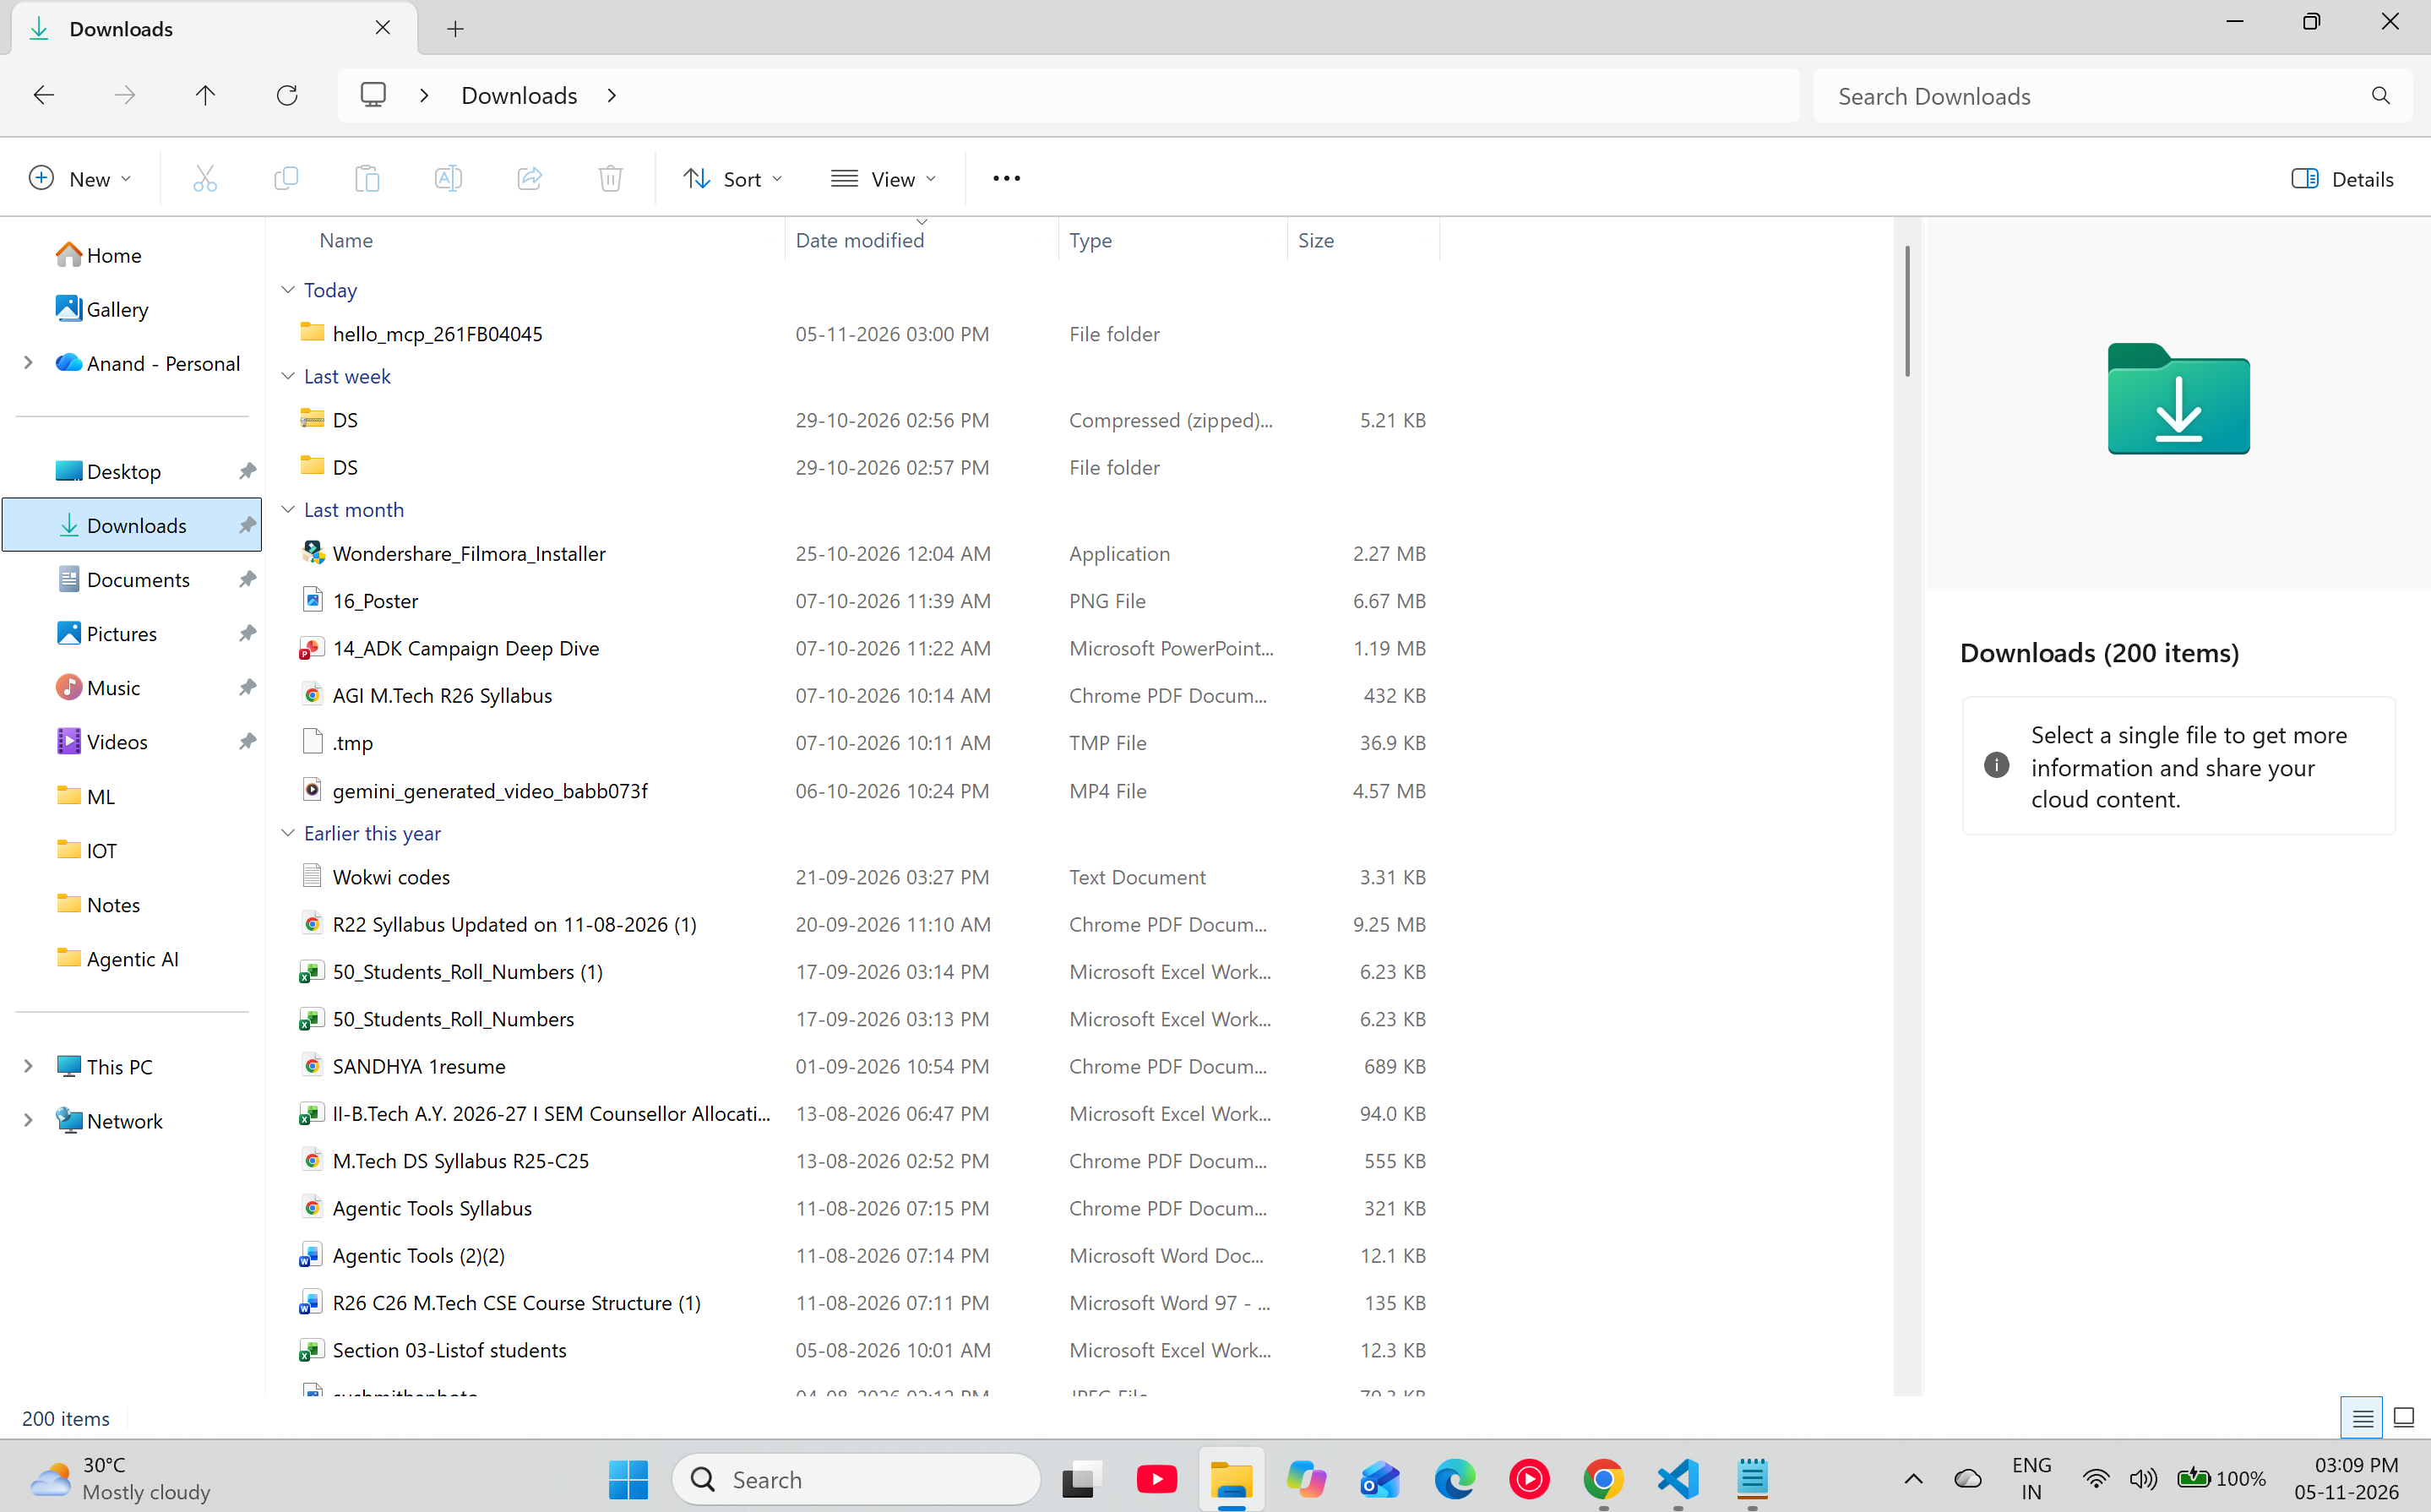 Downloads
Downloads
Search Downloads
New
Sort
View
Details
Name Date modified Type Size
Home
Gallery
Anand - Personal
Desktop
Downloads
Documents
Pictures
Music
Videos
ML
IOT
Notes
Agentic AI
This PC
Network
Today
hello_mcp_261FB04045 05-11-2026 03:00 PM File folder
Last week
DS 29-10-2026 02:56 PM Compressed (zipped)... 5.21 KB
DS 29-10-2026 02:57 PM File folder
Last month
Wondershare_Filmora_Installer 25-10-2026 12:04 AM Application 2.27 MB
16_Poster 07-10-2026 11:39 AM PNG File 6.67 MB
14_ADK Campaign Deep Dive 07-10-2026 11:22 AM Microsoft PowerPoint... 1.19 MB
AGI M.Tech R26 Syllabus 07-10-2026 10:14 AM Chrome PDF Docum... 432 KB
.tmp 07-10-2026 10:11 AM TMP File 36.9 KB
gemini_generated_video_babb073f 06-10-2026 10:24 PM MP4 File 4.57 MB
Earlier this year
Wokwi codes 21-09-2026 03:27 PM Text Document 3.31 KB
R22 Syllabus Updated on 11-08-2026 (1) 20-09-2026 11:10 AM Chrome PDF Docum... 9.25 MB
50_Students_Roll_Numbers (1) 17-09-2026 03:14 PM Microsoft Excel Work... 6.23 KB
50_Students_Roll_Numbers 17-09-2026 03:13 PM Microsoft Excel Work... 6.23 KB
SANDHYA 1resume 01-09-2026 10:54 PM Chrome PDF Docum... 689 KB
II-B.Tech A.Y. 2026-27 I SEM Counsellor Allocati... 13-08-2026 06:47 PM Microsoft Excel Work... 94.0 KB
M.Tech DS Syllabus R25-C25 13-08-2026 02:52 PM Chrome PDF Docum... 555 KB
Agentic Tools Syllabus 11-08-2026 07:15 PM Chrome PDF Docum... 321 KB
Agentic Tools (2)(2) 11-08-2026 07:14 PM Microsoft Word Doc... 12.1 KB
R26 C26 M.Tech CSE Course Structure (1) 11-08-2026 07:11 PM Microsoft Word 97 - ... 135 KB
Section 03-Listof students 05-08-2026 10:01 AM Microsoft Excel Work... 12.3 KB
Downloads (200 items)
Select a single file to get more
information and share your
cloud content.
200 items
30°C
Mostly cloudy
Search
ENG
IN
100%
03:09 PM
05-11-2026